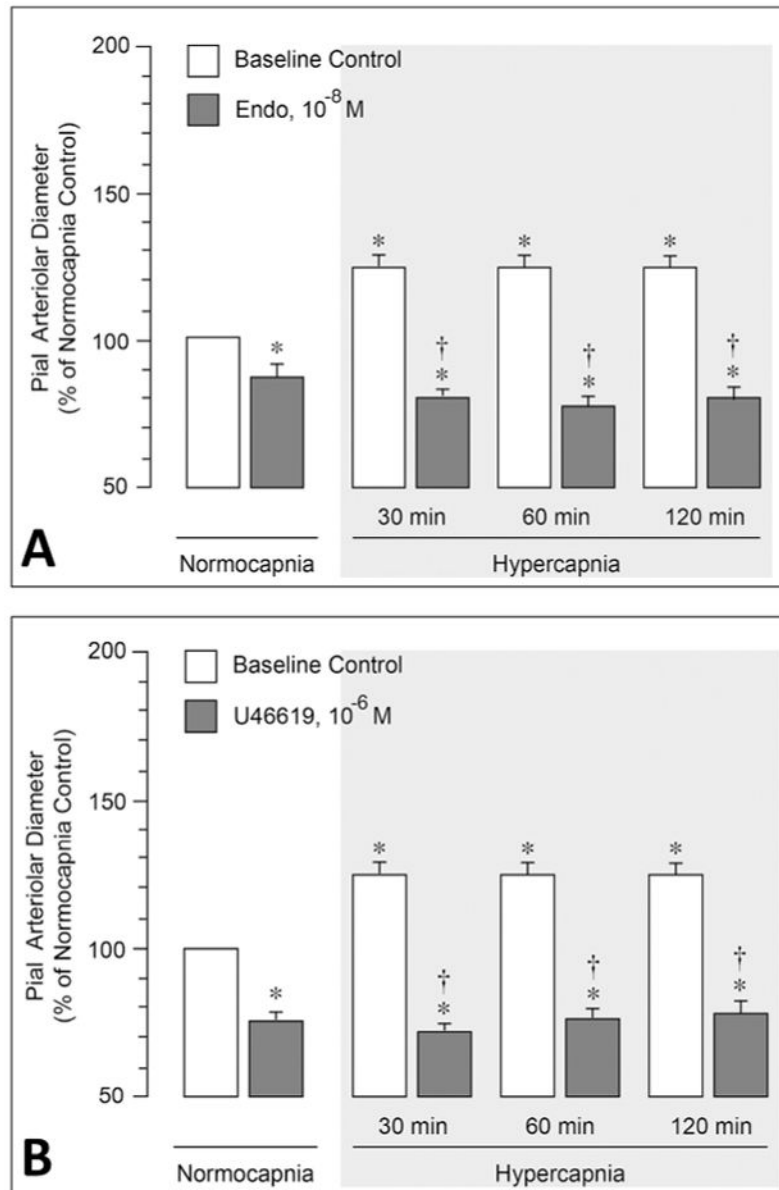 200
150
100
50
Pial Arteriolar Diameter
(% of Normocapnia Control)
Baseline Control
Endo, 10⁻⁸ M
*
*
†
*
*
†
*
*
†
*
30 min
60 min
120 min
Normocapnia
Hypercapnia
A
200
150
100
50
Pial Arteriolar Diameter
(% of Normocapnia Control)
Baseline Control
U46619, 10⁻⁶ M
*
*
†
*
*
†
*
*
†
*
30 min
60 min
120 min
Normocapnia
Hypercapnia
B